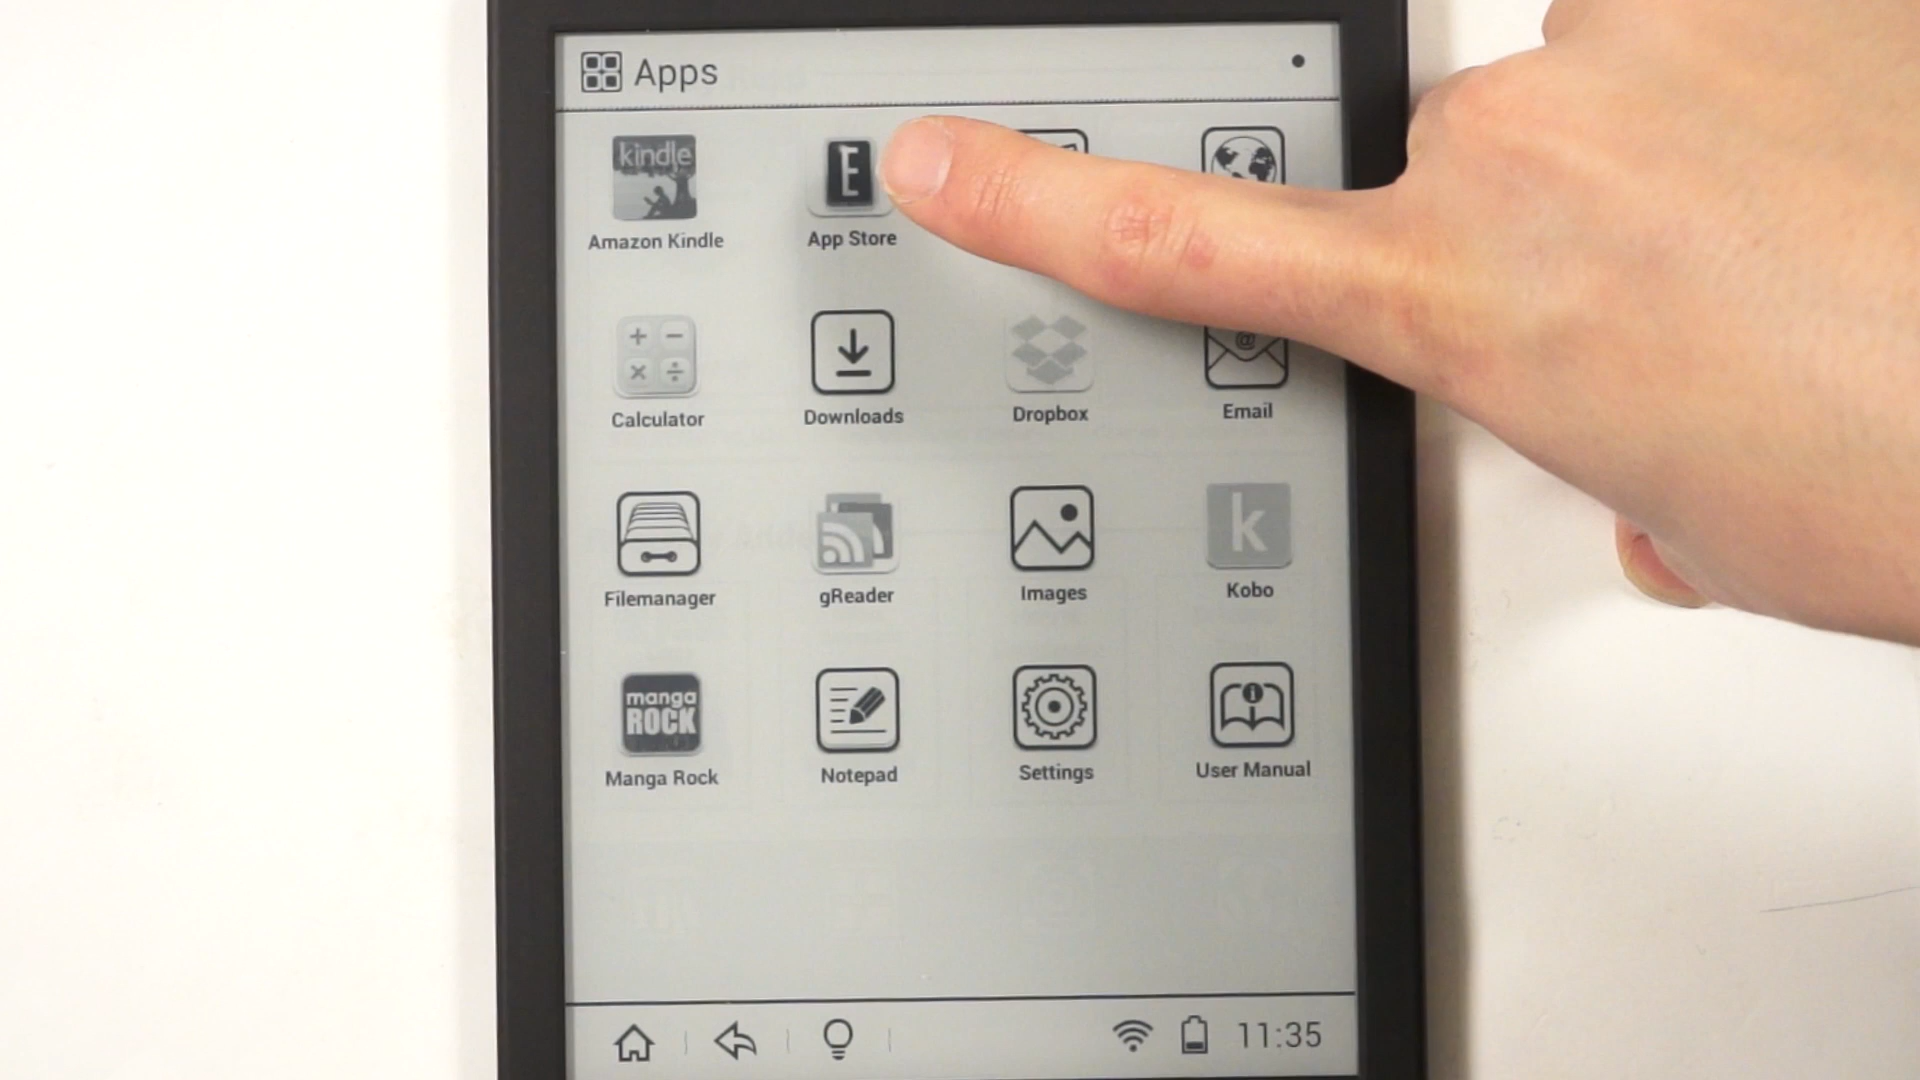 Apps
kindle
E
Amazon Kindle
App Store
+ −
× ÷
@
Calculator
Downloads
Dropbox
Email
k
Filemanager
gReader
Images
Kobo
manga
ROCK
i
Manga Rock
Notepad
Settings
User Manual
11:35